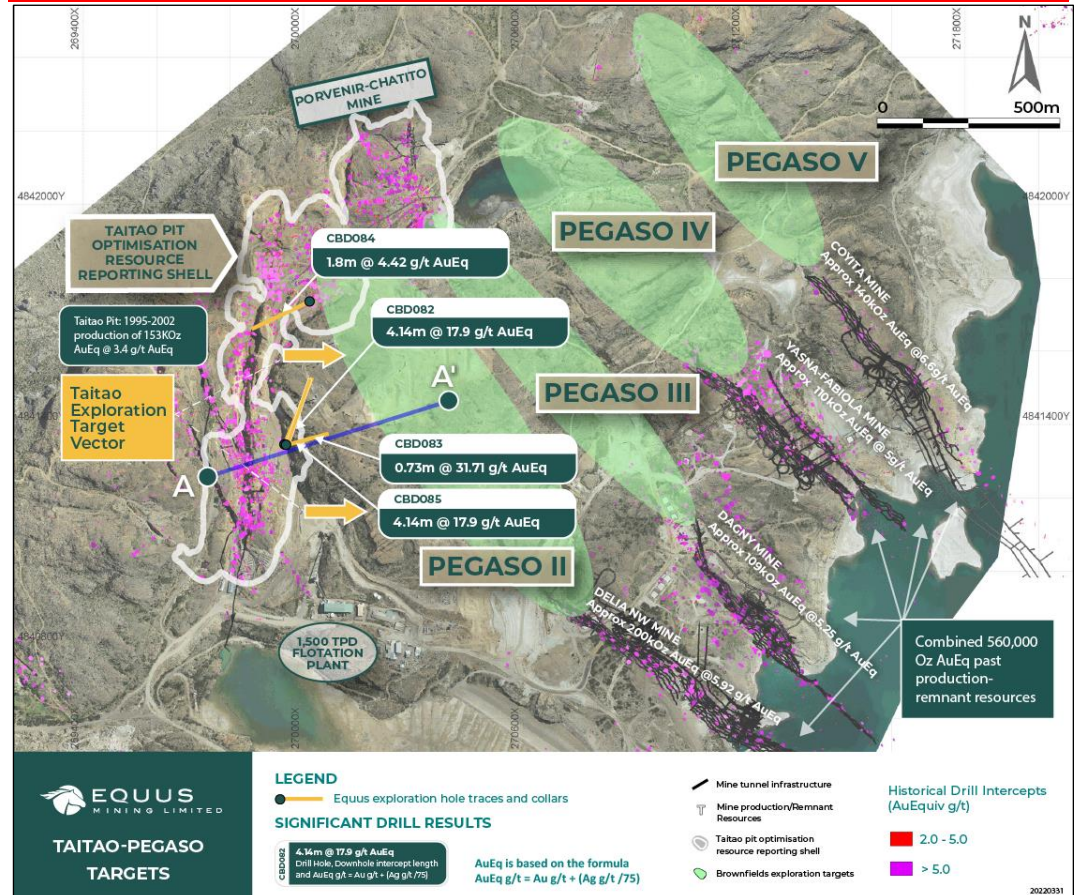 269400X
270000X
271200X
271800X
N
0
500m
PORVENIR-CHATITO
MINE
4842000Y
4842000Y
PEGASO V
PEGASO IV
TAITAO PIT
OPTIMISATION
RESOURCE
REPORTING SHELL
CBD084
1.8m @ 4.42 g/t AuEq
CBD082
4.14m @ 17.9 g/t AuEq
Taitao Pit: 1995-2002
production of 153KOz
AuEq @ 3.4 g/t AuEq
COYITA MINE
Approx 140kOz AuEq @6.6g/t AuEq
YASNA-FABIOLA MINE
Approx 110kOz AuEq @ 5g/t AuEq
Taitao
Exploration
Target
Vector
A'
PEGASO III
4841400Y
CBD083
0.73m @ 31.71 g/t AuEq
A
CBD085
4.14m @ 17.9 g/t AuEq
DAGNY MINE
Approx 109kOz AuEq @5.25 g/t AuEq
PEGASO II
DELIA NW MINE
Approx 200kOz AuEq @5.92 g/t AuEq
1,500 TPD
FLOTATION
PLANT
Combined 560,000
Oz AuEq past
production-
remnant resources
270000X
EQUUS
MINING LIMITED
TAITAO-PEGASO
TARGETS
LEGEND
Equus exploration hole traces and collars
SIGNIFICANT DRILL RESULTS
CBD082
4.14m @ 17.9 g/t AuEq
Drill Hole, Downhole intercept length
and AuEq g/t = Au g/t + (Ag g/t /75)
AuEq is based on the formula
AuEq g/t = Au g/t + (Ag g/t /75)
Mine tunnel infrastructure
Mine production/Remnant
Resources
Taitao pit optimisation
resource reporting shell
Brownfields exploration targets
Historical Drill Intercepts
(AuEquiv g/t)
2.0 - 5.0
> 5.0
20220331